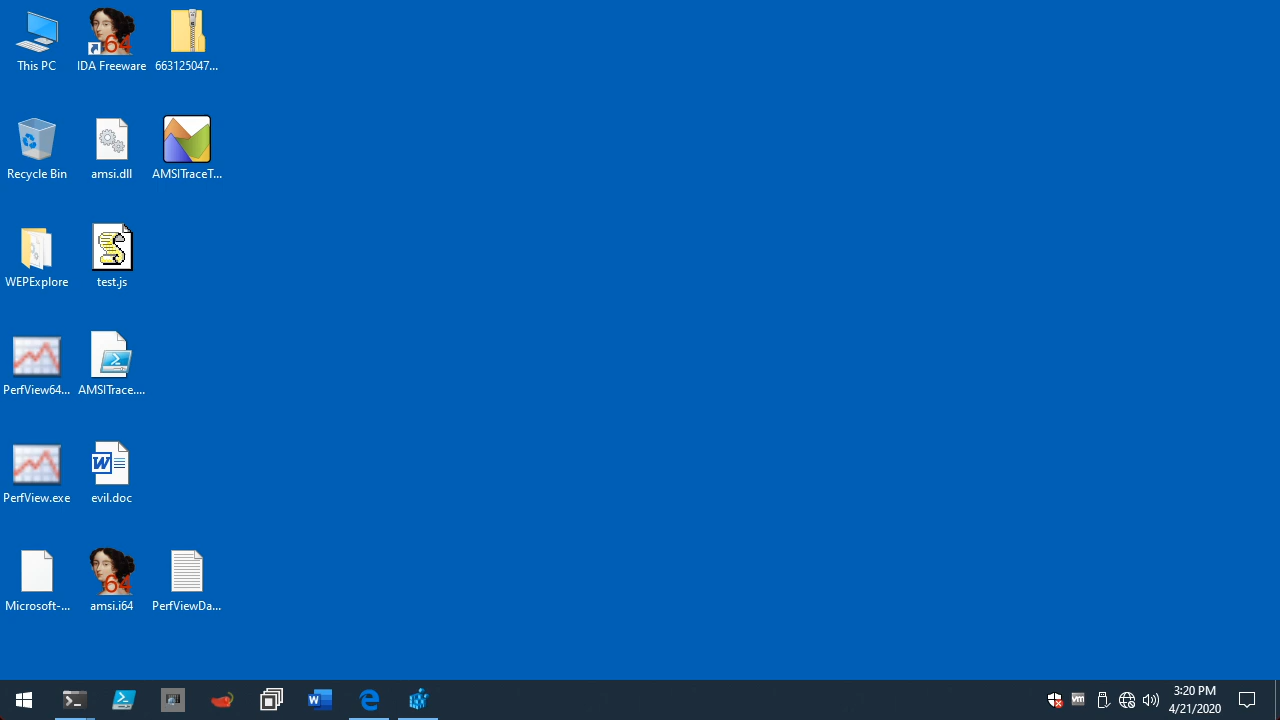 This PC
IDA Freeware
663125047...
Recycle Bin
amsi.dll
AMSITraceT...
WEPExplore
test.js
PerfView64...
AMSITrace....
PerfView.exe
evil.doc
Microsoft-...
amsi.i64
PerfViewDa...
3:20 PM
4/21/2020